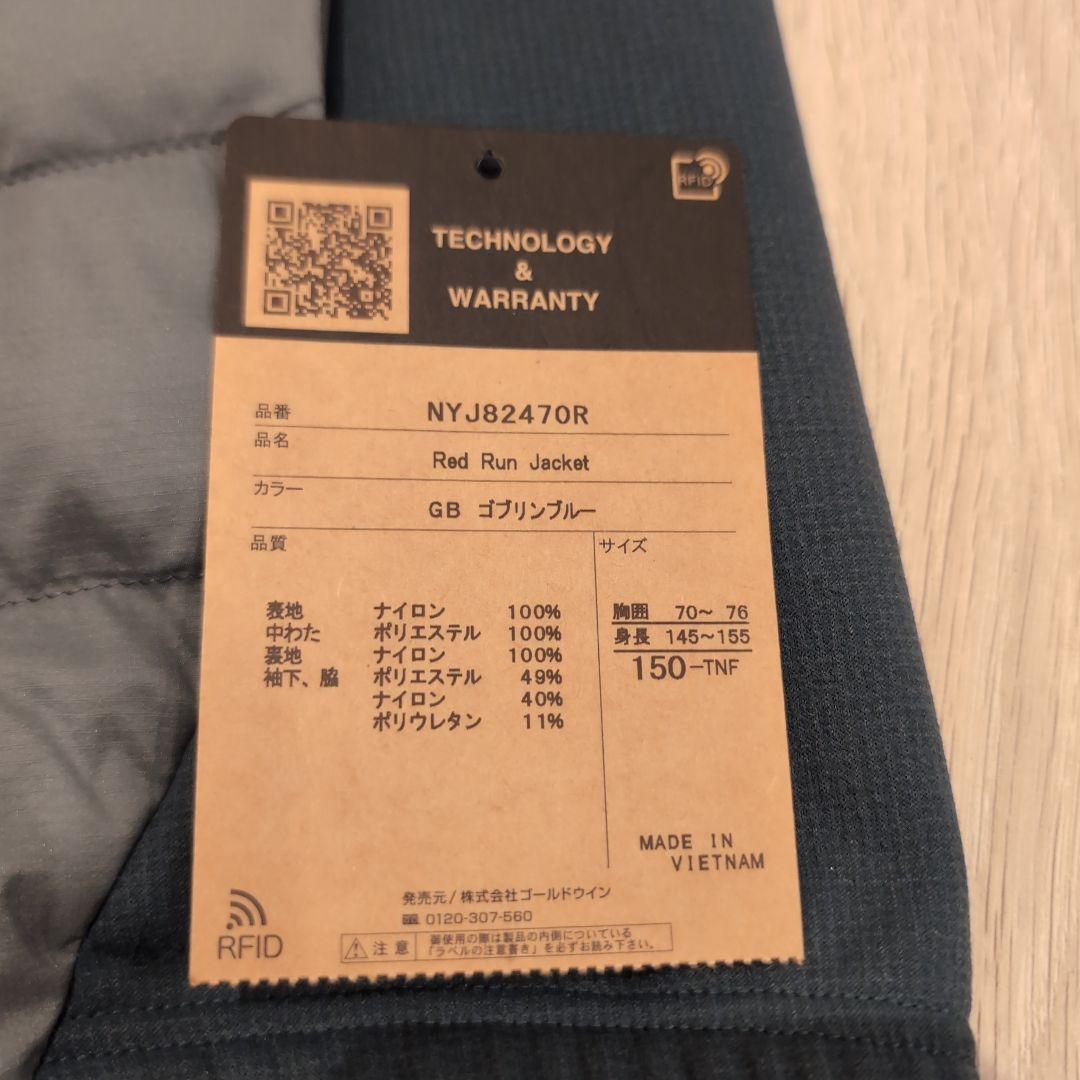 RFID
TECHNOLOGY
&
WARRANTY
品番 NYJ82470R
品名 Red Run Jacket
カラー GB ゴブリンブルー
品質
表地 ナイロン 100%
中わた ポリエステル 100%
裏地 ナイロン 100%
袖下、脇 ポリエステル 49%
ナイロン 40%
ポリウレタン 11%
サイズ
胸囲 70～ 76
身長 145～155
150-TNF
MADE IN
VIETNAM
RFID
発売元/株式会社ゴールドウイン
0120-307-560
注意
御使用の際は製品の内側についている
「ラベルの注意書き」を必ずお読み下さい。